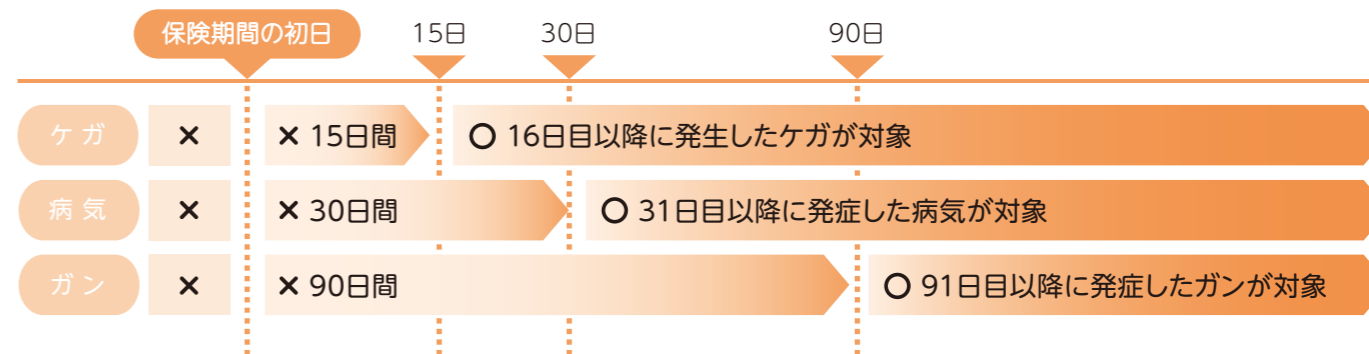 保険期間の初日 15日 30日 90日
ケガ × × 15日間 ○ 16日目以降に発生したケガが対象
病気 × × 30日間 ○ 31日目以降に発症した病気が対象
ガン × × 90日間 ○ 91日目以降に発症したガンが対象